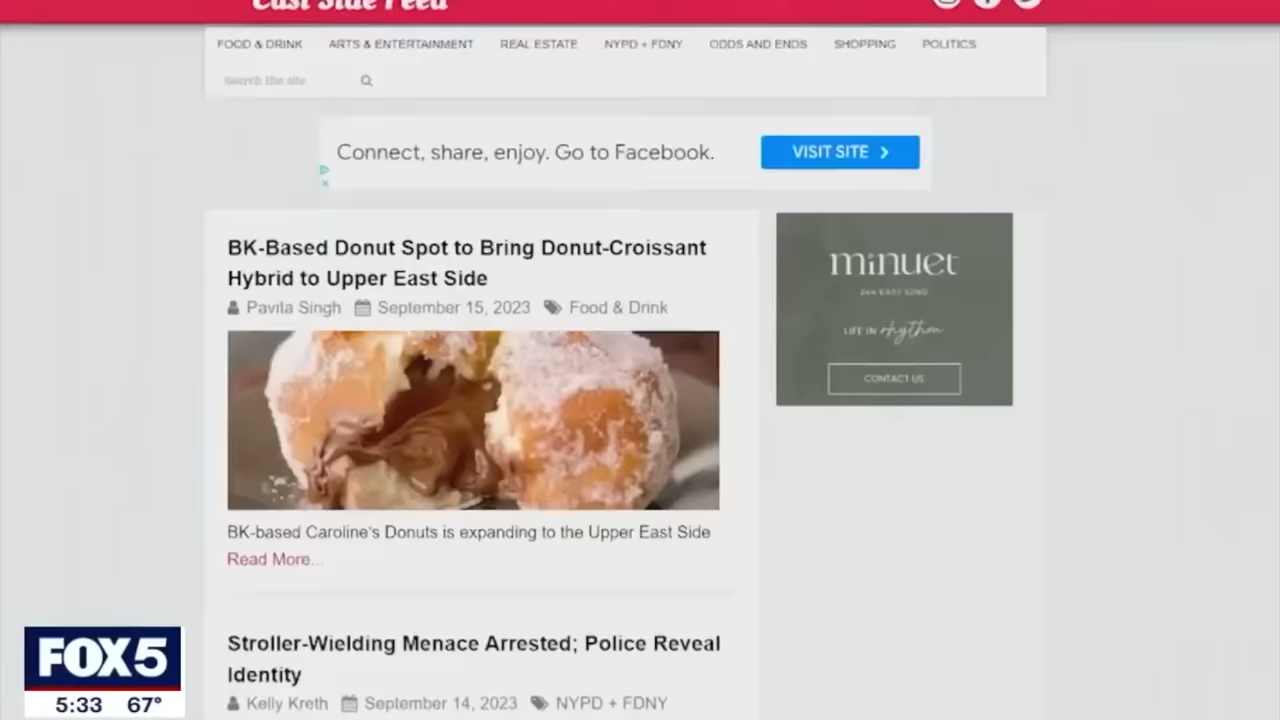 East Side Feed
FOOD & DRINK ARTS & ENTERTAINMENT REAL ESTATE NYPD + FDNY ODDS AND ENDS SHOPPING POLITICS
Search the site
Connect, share, enjoy. Go to Facebook. VISIT SITE
BK-Based Donut Spot to Bring Donut-Croissant
Hybrid to Upper East Side
Pavita Singh September 15, 2023 Food & Drink
minuet
LIFE IN rhythm
CONTACT US
BK-based Caroline's Donuts is expanding to the Upper East Side
Read More...
Stroller-Wielding Menace Arrested; Police Reveal
Identity
Kelly Kreth September 14, 2023 NYPD + FDNY
FOX5
5:33 67°